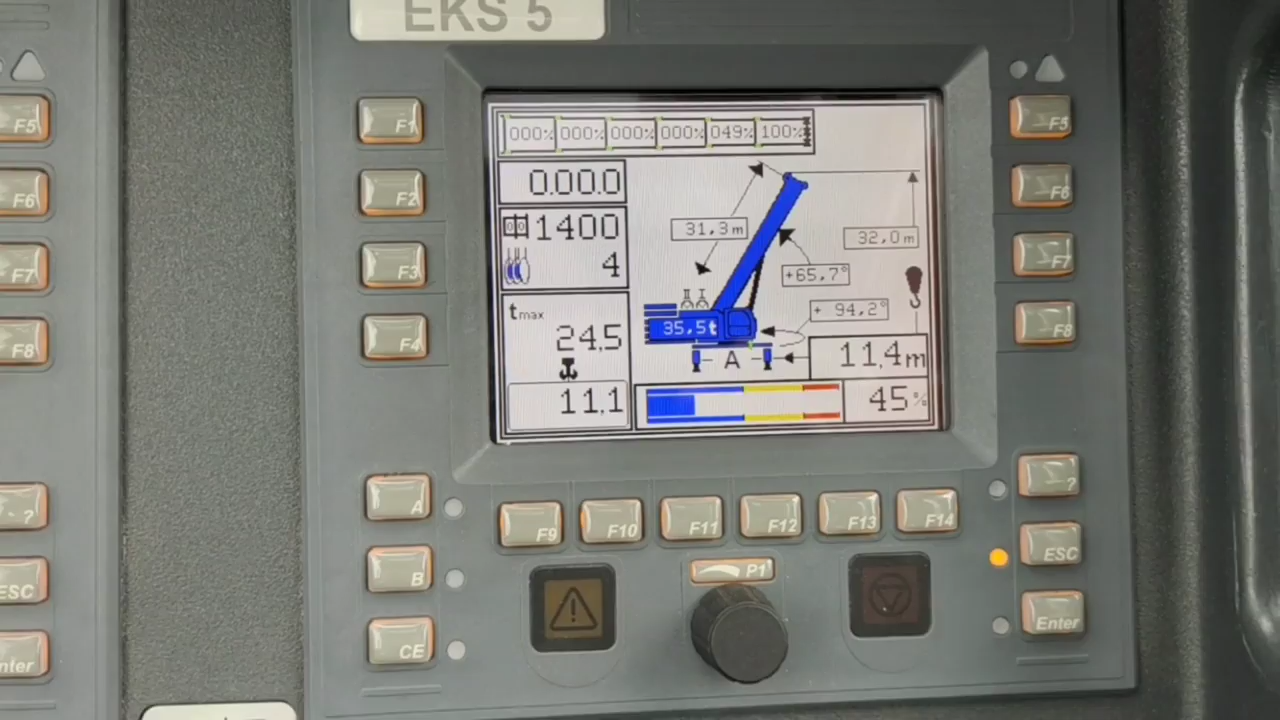 EKS 5
F5
F6
F7
F8
?
ESC
F1
F2
F3
F4
A
B
CE
000% 000% 000% 000% 049% 100%
0.00.0
00 1400
4
tmax
24,5
11,1
31,3 m
32,0 m
+65,7°
+ 94,2°
35,5t
A
11,4 m
45%
F9 F10 F11 F12 F13 F14
P1
F5
F6
F7
F8
?
ESC
Enter